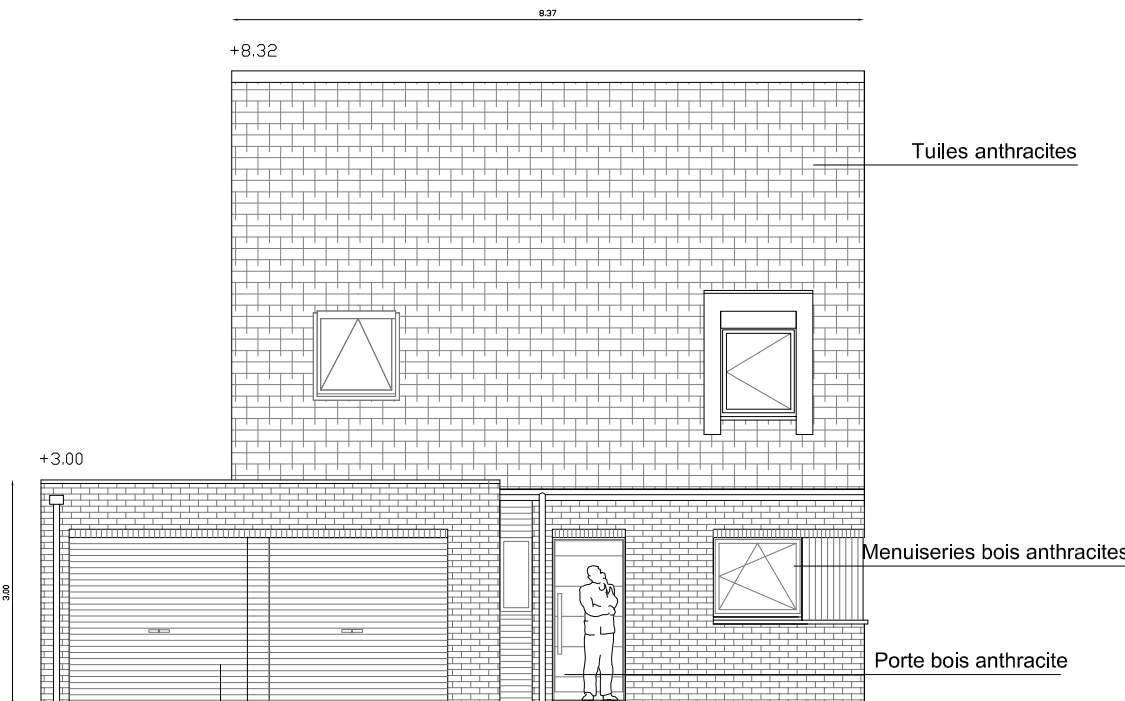 8.37
+8.32
Tuiles anthracites
+3.00
Menuiseries bois anthracites
3.00
Porte bois anthracite